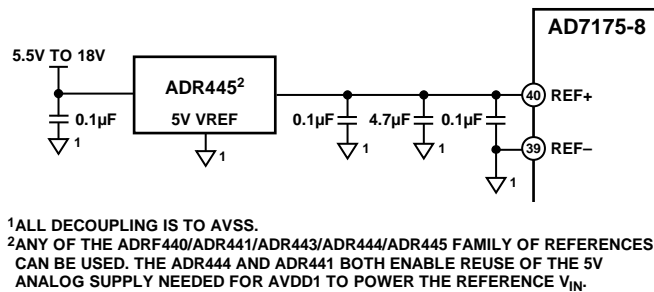 AD7175-8
5.5V TO 18V
ADR445²
5V VREF
0.1µF
1
1
0.1µF
1
4.7µF
1
0.1µF
1
40 REF+
39 REF–
¹ALL DECOUPLING IS TO AVSS.
²ANY OF THE ADRF440/ADR441/ADR443/ADR444/ADR445 FAMILY OF REFERENCES
CAN BE USED. THE ADR444 AND ADR441 BOTH ENABLE REUSE OF THE 5V
ANALOG SUPPLY NEEDED FOR AVDD1 TO POWER THE REFERENCE VIN.